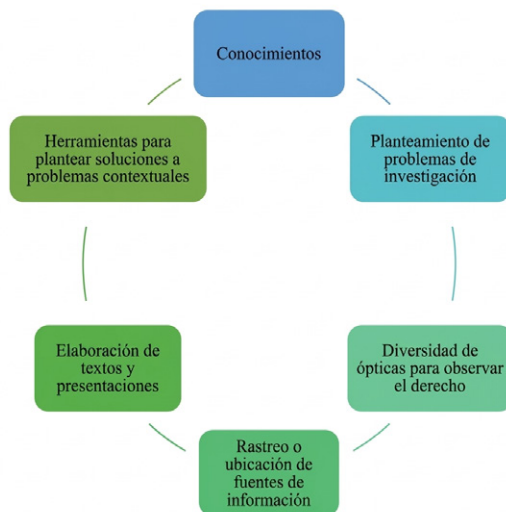 Conocimientos
Planteamiento de
problemas de
investigación
Diversidad de
ópticas para observar
el derecho
Rastreo o
ubicación de
fuentes de
información
Elaboración de
textos y
presentaciones
Herramientas para
plantear soluciones a
problemas contextuales